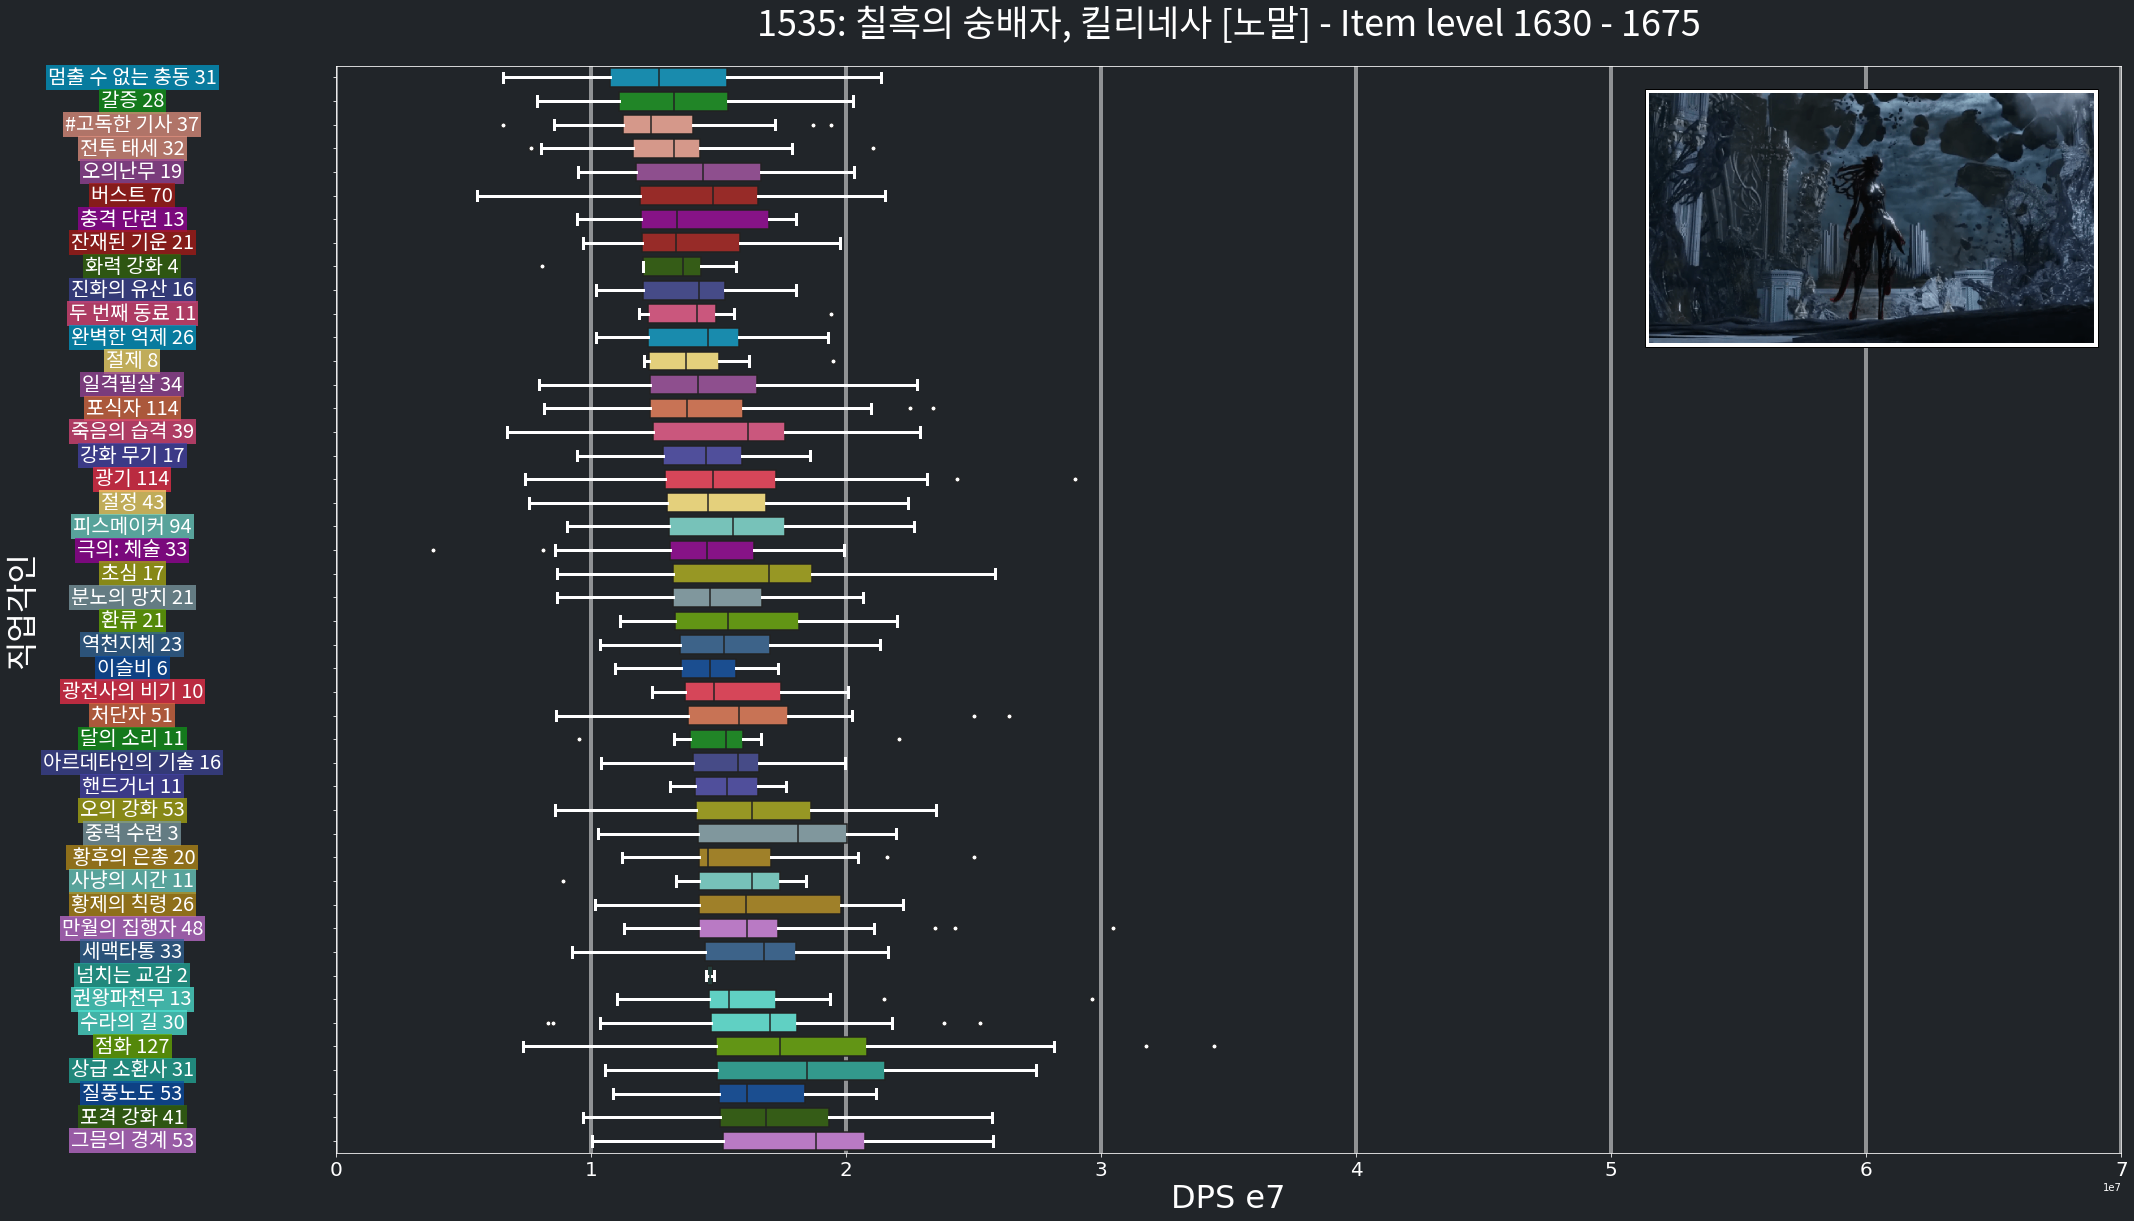 1535: 칠흑의 숭배자, 킬리네사 [노말] - Item level 1630 - 1675
멈출 수 없는 충동 31
갈증 28
#고독한 기사 37
전투 태세 32
오의난무 19
버스트 70
충격 단련 13
잔재된 기운 21
화력 강화 4
진화의 유산 16
두 번째 동료 11
완벽한 억제 26
절제 8
일격필살 34
포식자 114
죽음의 습격 39
강화 무기 17
광기 114
절정 43
피스메이커 94
극의: 체술 33
초심 17
분노의 망치 21
환류 21
역천지체 23
이슬비 6
광전사의 비기 10
처단자 51
달의 소리 11
아르데타인의 기술 16
핸드거너 11
오의 강화 53
중력 수련 3
황후의 은총 20
사냥의 시간 11
황제의 칙령 26
만월의 집행자 48
세맥타통 33
넘치는 교감 2
권왕파천무 13
수라의 길 30
점화 127
상급 소환사 31
질풍노도 53
포격 강화 41
그믐의 경계 53
직업각인
0 1 2 3 4 5 6 7
1e7
DPS e7